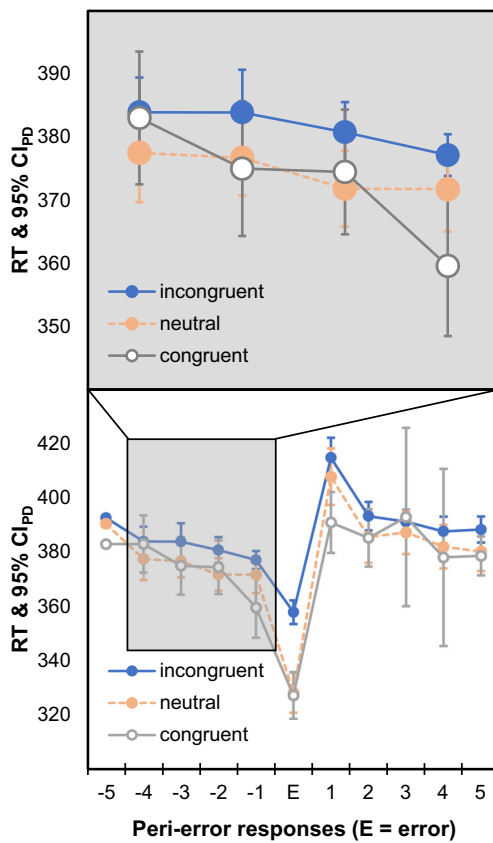 390
380
370
360
350
RT & 95% CI_PD
incongruent
neutral
congruent
420
400
380
360
340
320
RT & 95% CI_PD
incongruent
neutral
congruent
-5 -4 -3 -2 -1 E 1 2 3 4 5
Peri-error responses (E = error)